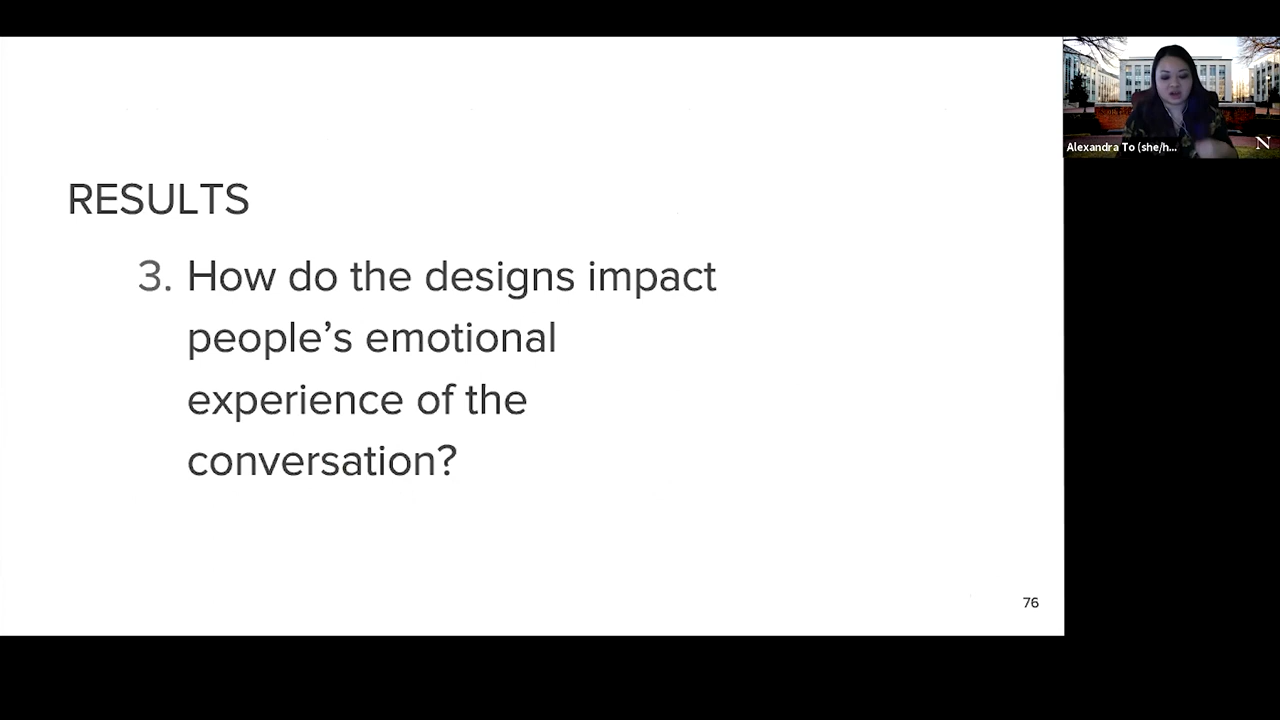 RESULTS
3. How do the designs impact
people’s emotional
experience of the
conversation?
76
Alexandra To (she/h...
N